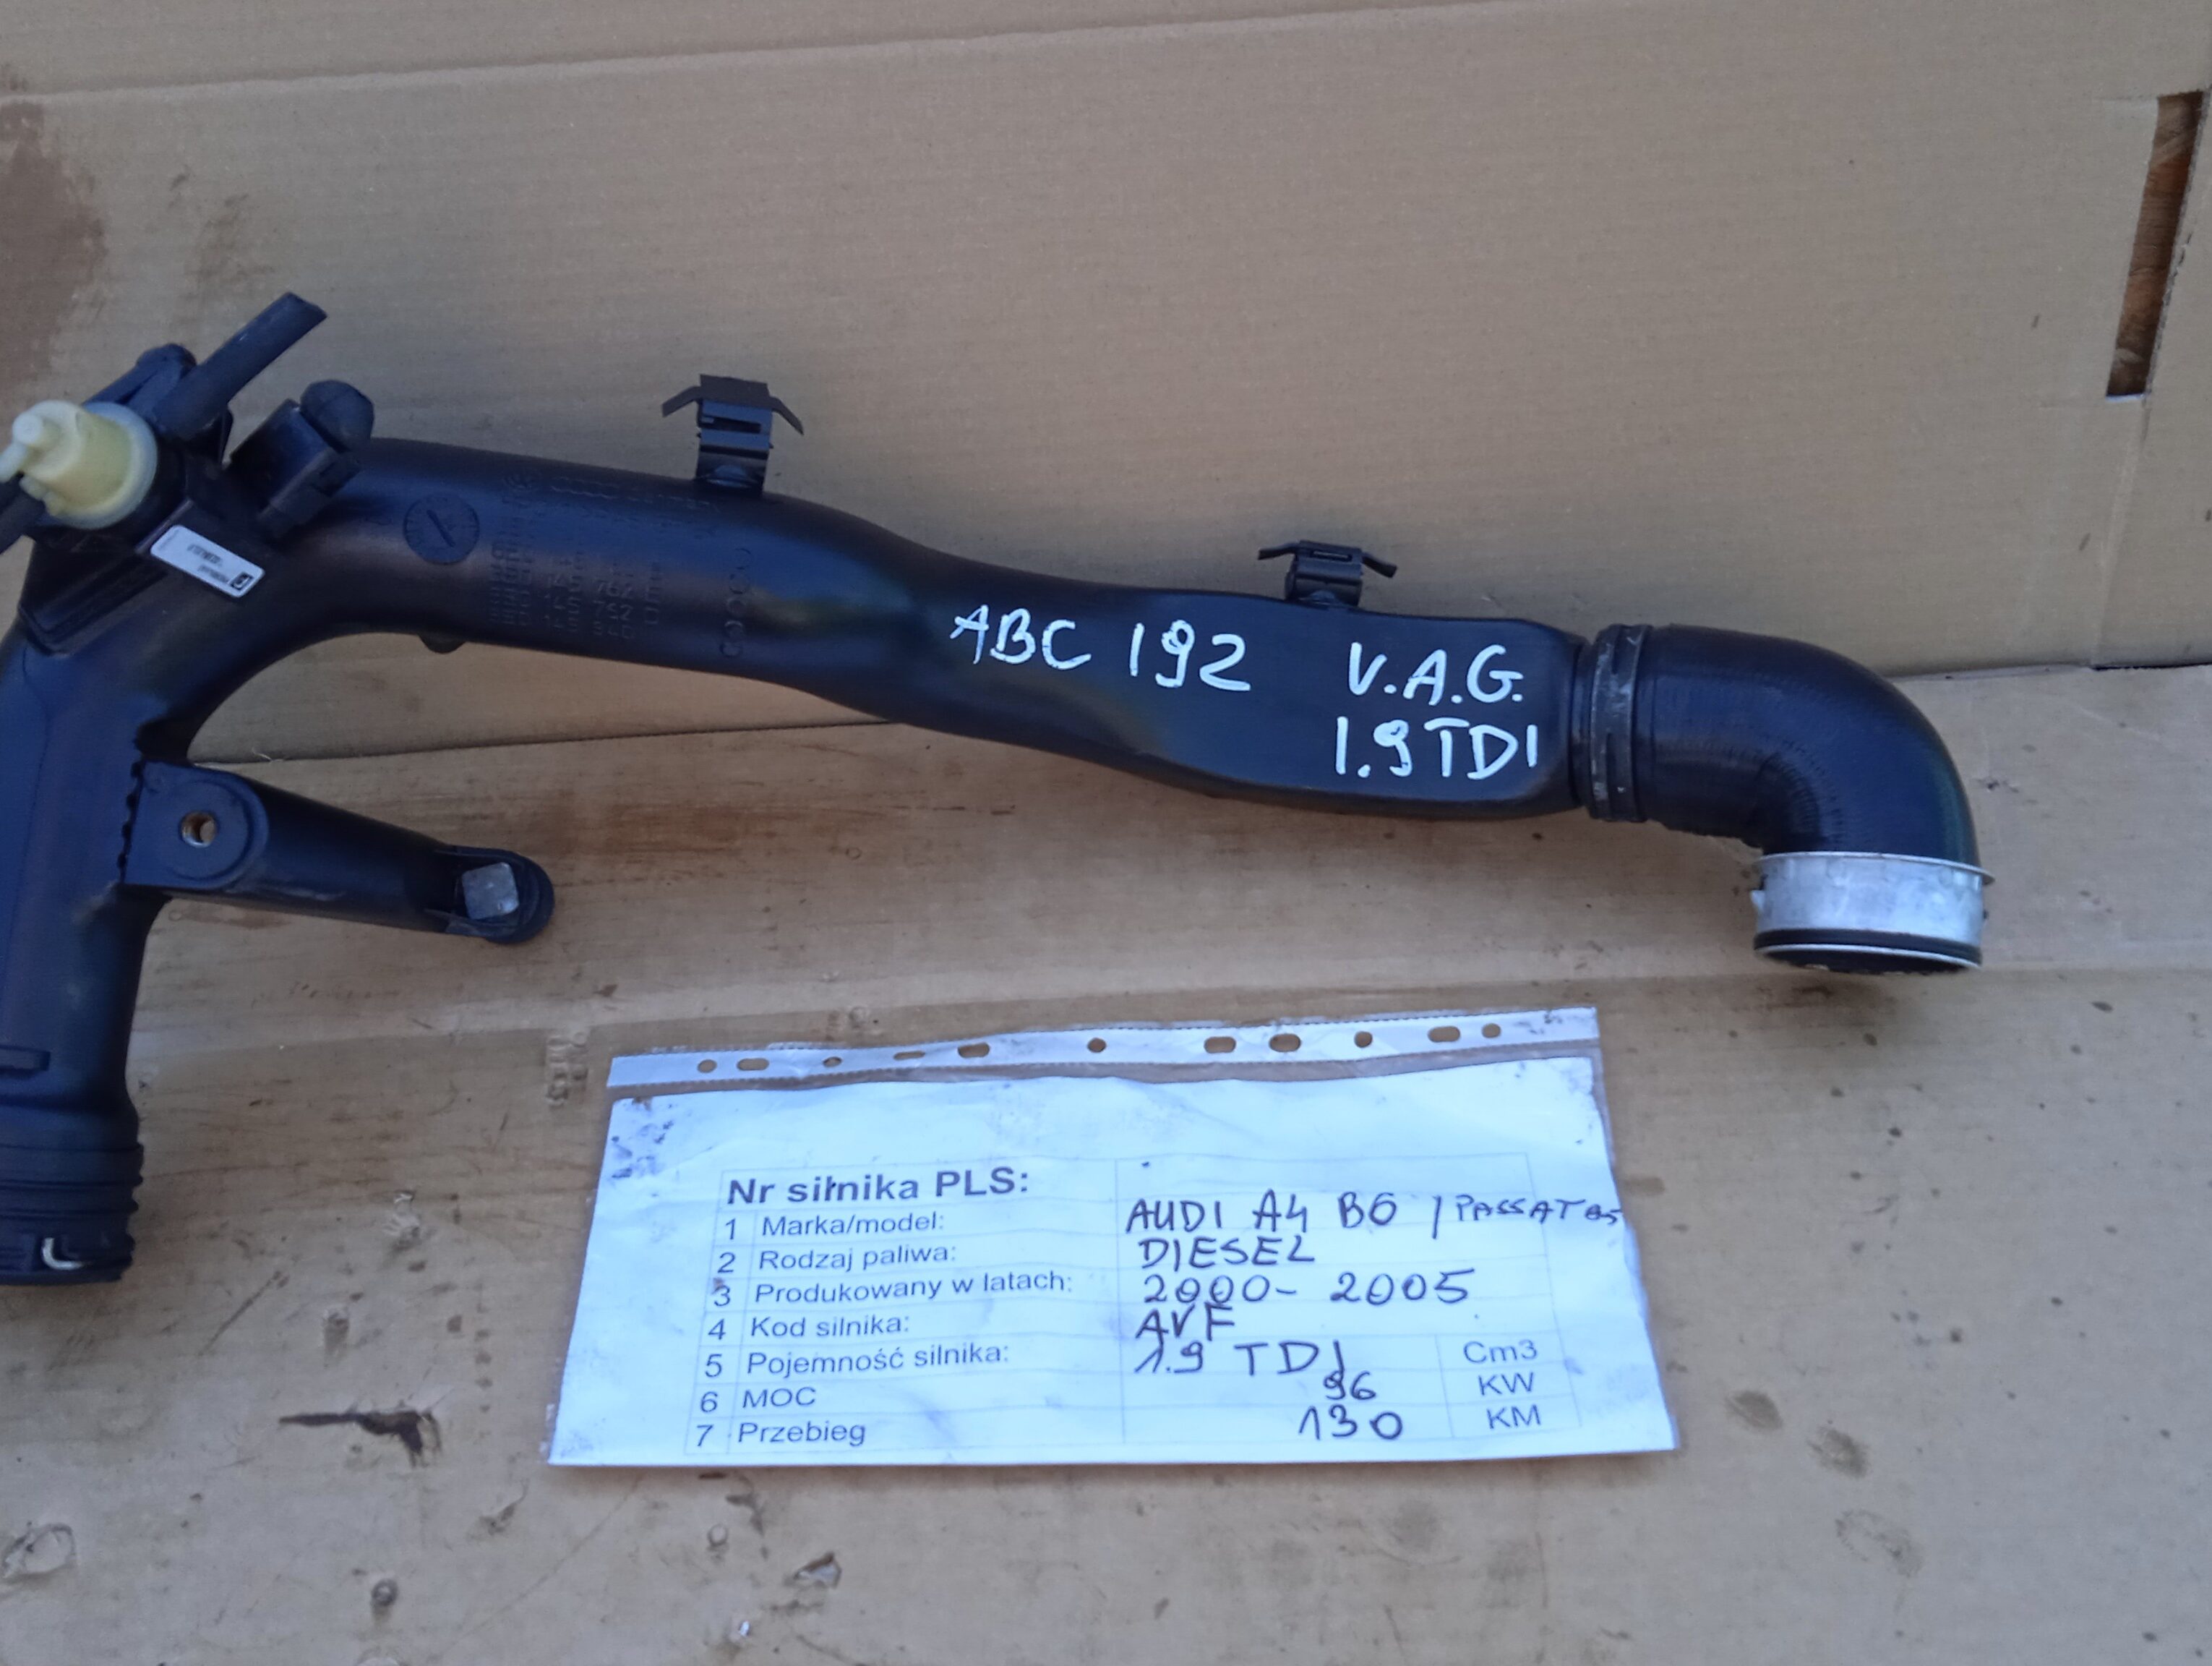 ABC 192 V.A.G.
1.9 TDI
Nr silnika PLS:
1 Marka/model: AUDI A4 B6 / PASSAT B5
2 Rodzaj paliwa: DIESEL
3 Produkowany w latach: 2000- 2005
4 Kod silnika: AVF
5 Pojemność silnika: 1.9 TDI Cm3
6 MOC 96 KW
7 Przebieg 130 KM